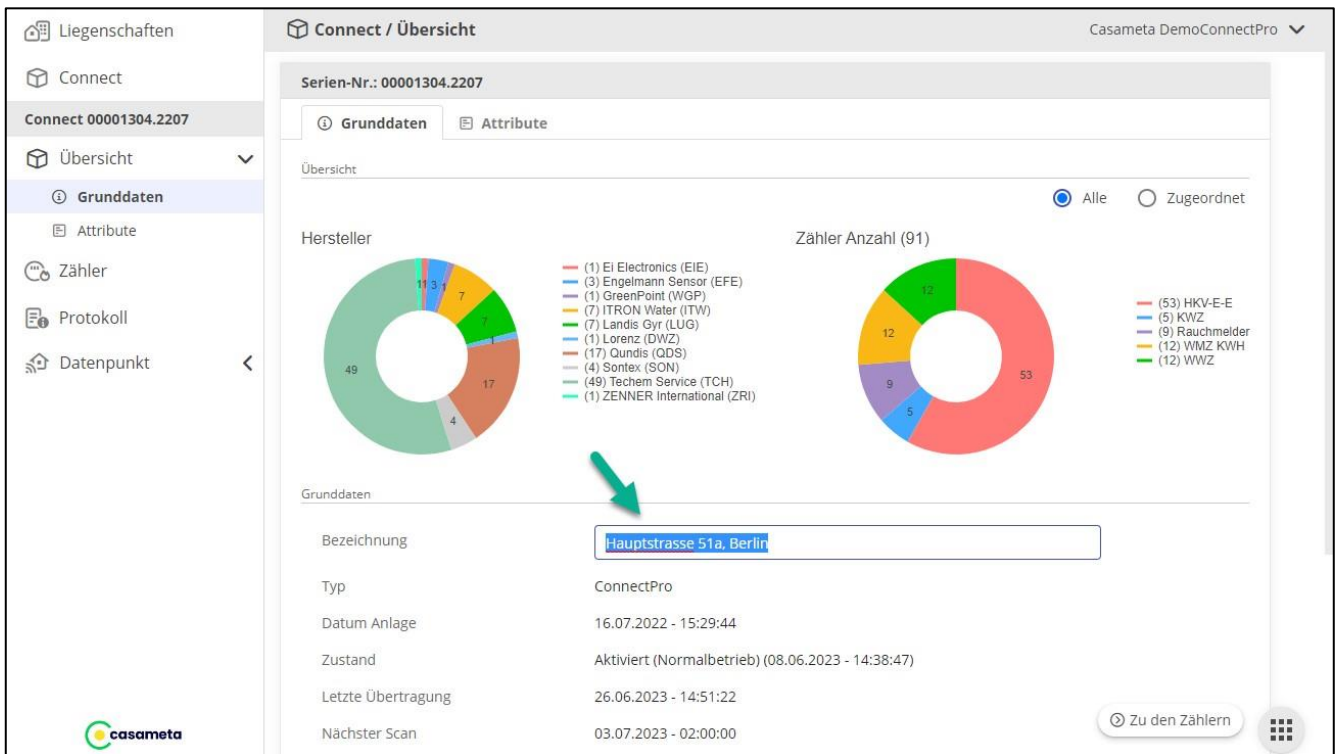 Liegenschaften
Connect
Connect 00001304.2207
Übersicht
Grunddaten
Attribute
Zähler
Protokoll
Datenpunkt
casameta
Connect / Übersicht
Casameta DemoConnectPro
Serien-Nr.: 00001304.2207
Grunddaten
Attribute
Übersicht
Alle
Zugeordnet
Hersteller
1
1
3
1
7
7
1
17
4
49
(1) Ei Electronics (EIE)
(3) Engelmann Sensor (EFE)
(1) GreenPoint (WGP)
(7) ITRON Water (ITW)
(7) Landis Gyr (LUG)
(1) Lorenz (DWZ)
(17) Qundis (QDS)
(4) Sontex (SON)
(49) Techem Service (TCH)
(1) ZENNER International (ZRI)
Zähler Anzahl (91)
12
12
9
5
53
(53) HKV-E-E
(5) KWZ
(9) Rauchmelder
(12) WMZ KWH
(12) WWZ
Grunddaten
Bezeichnung Hauptstrasse 51a, Berlin
Typ ConnectPro
Datum Anlage 16.07.2022 - 15:29:44
Zustand Aktiviert (Normalbetrieb) (08.06.2023 - 14:38:47)
Letzte Übertragung 26.06.2023 - 14:51:22
Nächster Scan 03.07.2023 - 02:00:00
Zu den Zählern